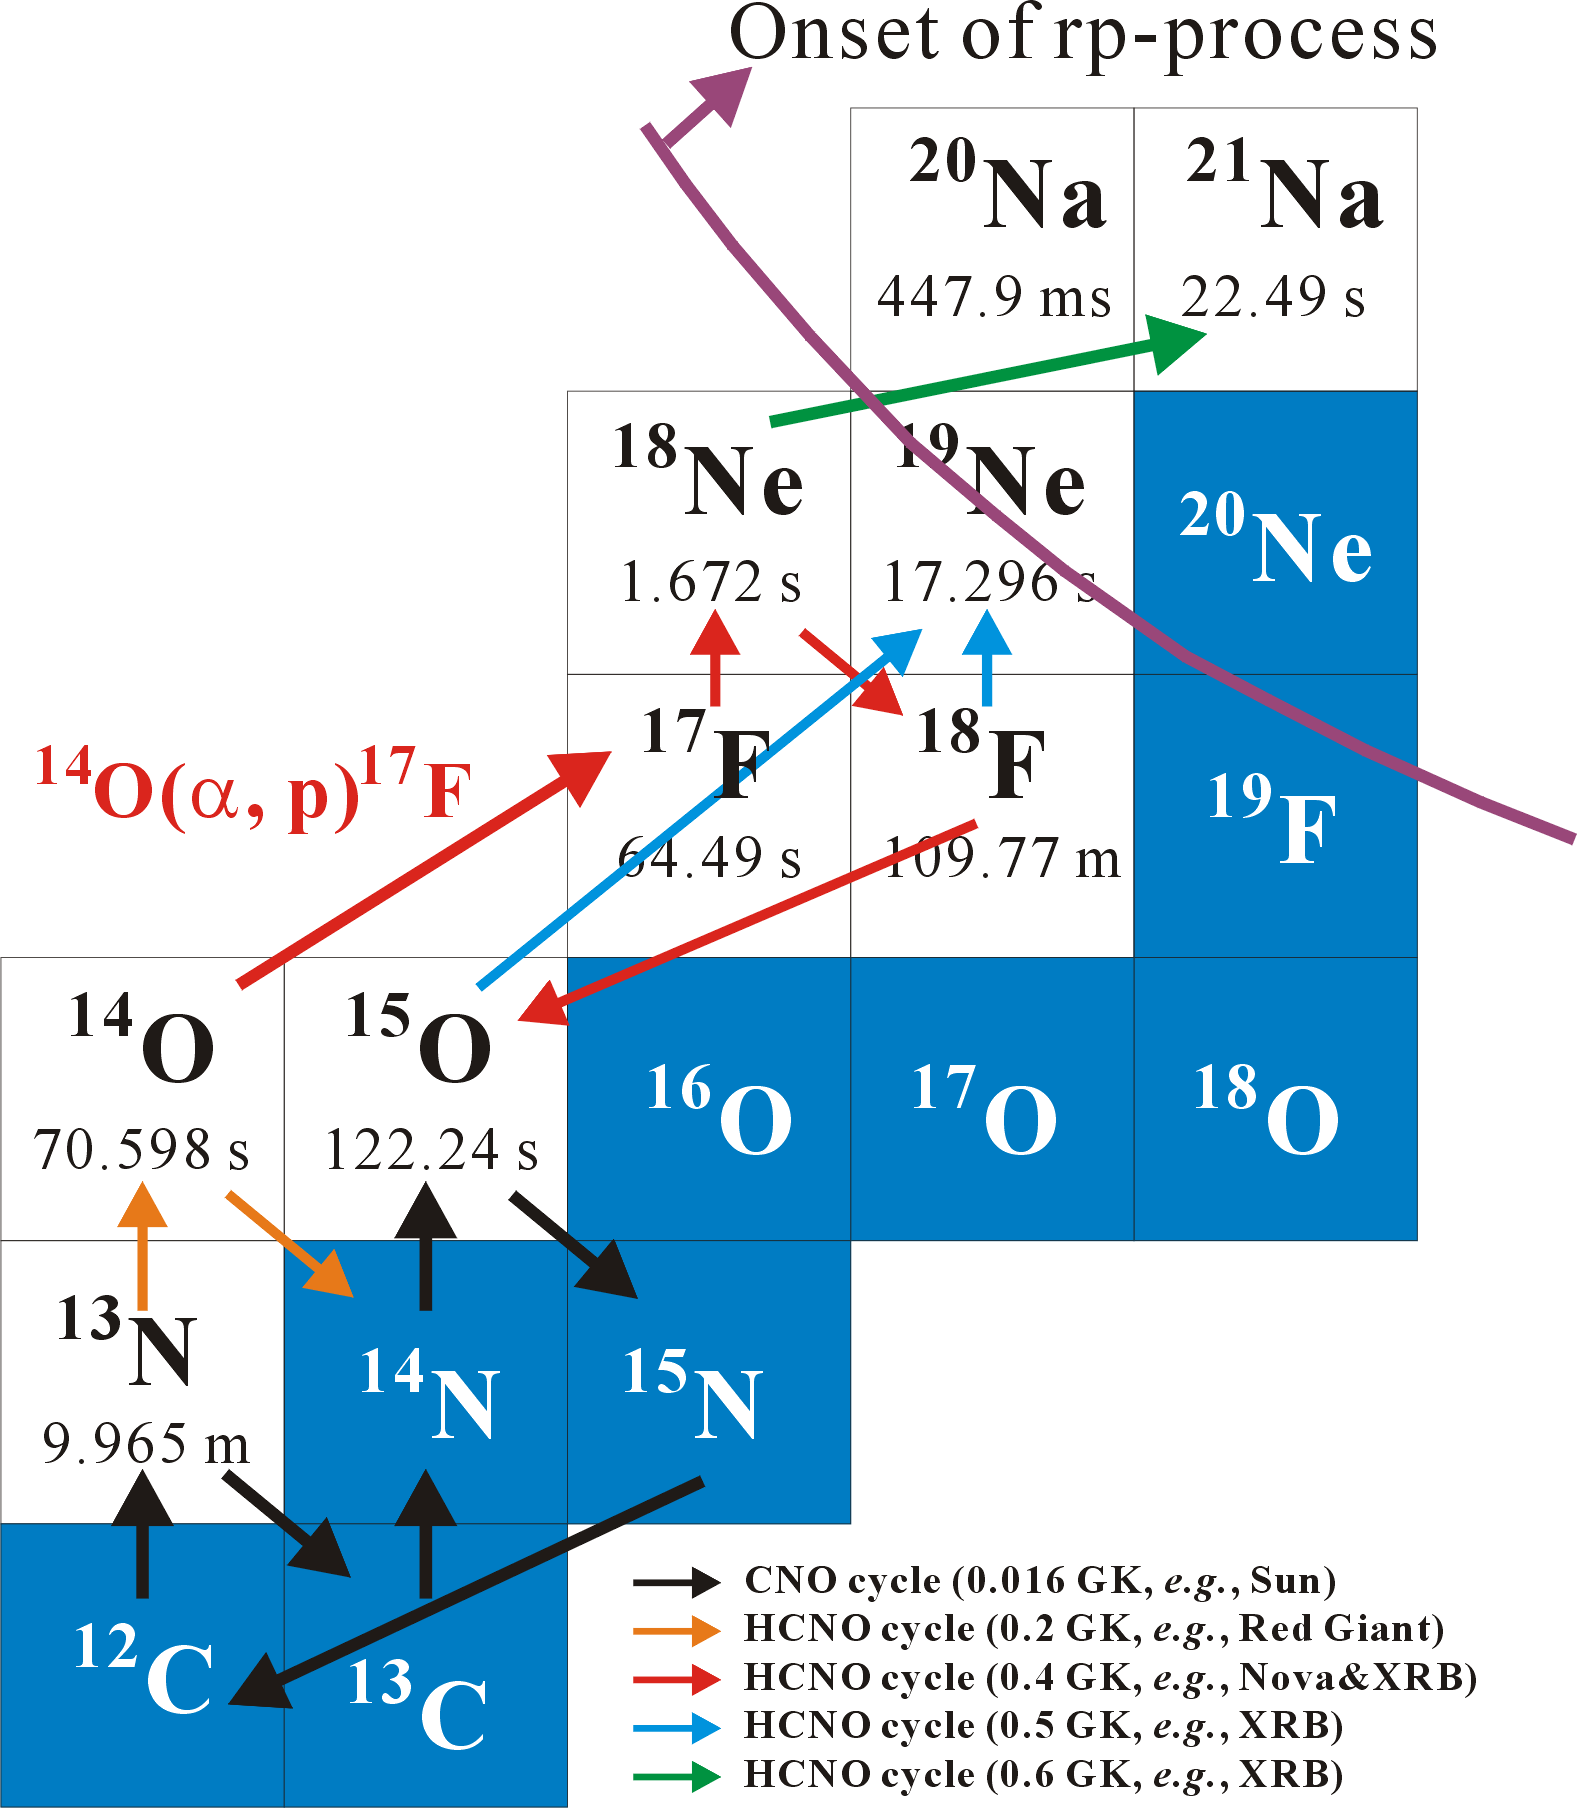 Onset of rp-process
20Na
21Na
447.9 ms
22.49 s
18Ne
19Ne
20Ne
1.672 s
17.296 s
17F
18F
19F
14O(α, p)17F
64.49 s
109.77 m
14O
15O
16O
17O
18O
70.598 s
122.24 s
13N
14N
15N
9.965 m
12C
13C
CNO cycle (0.016 GK, e.g., Sun)
HCNO cycle (0.2 GK, e.g., Red Giant)
HCNO cycle (0.4 GK, e.g., Nova&XRB)
HCNO cycle (0.5 GK, e.g., XRB)
HCNO cycle (0.6 GK, e.g., XRB)